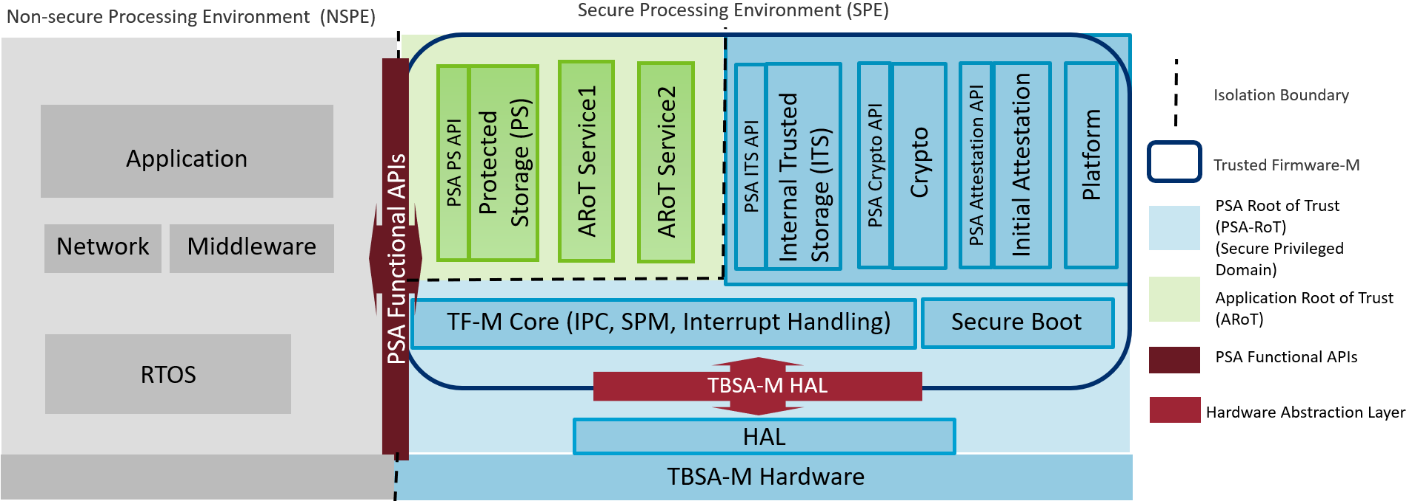 Non-secure Processing Environment (NSPE)
Secure Processing Environment (SPE)
Application
Network
Middleware
RTOS
PSA Functional APIs
PSA PS API
Protected
Storage (PS)
ARoT Service1
ARoT Service2
PSA ITS API
Internal Trusted
Storage (ITS)
PSA Crypto API
Crypto
PSA Attestation API
Initial Attestation
Platform
TF-M Core (IPC, SPM, Interrupt Handling)
Secure Boot
TBSA-M HAL
HAL
TBSA-M Hardware
Isolation Boundary
Trusted Firmware-M
PSA Root of Trust
(PSA-RoT)
(Secure Privileged
Domain)
Application Root of Trust
(ARoT)
PSA Functional APIs
Hardware Abstraction Layer